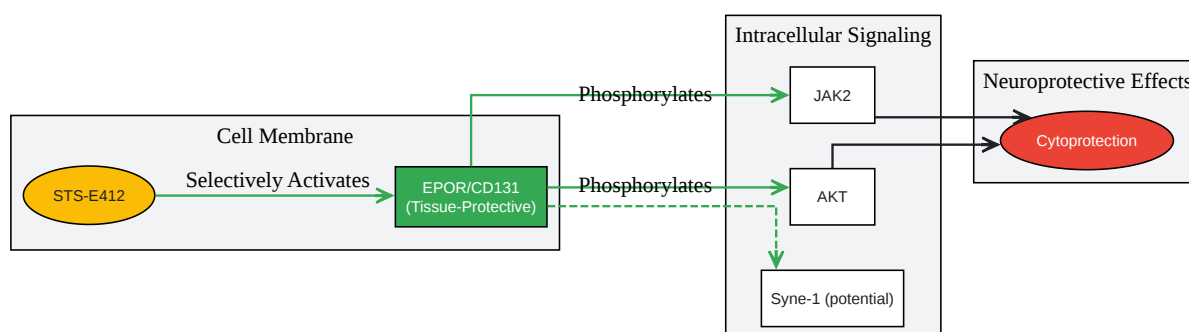 Intracellular Signaling
Neuroprotective Effects
Phosphorylates
JAK2
Cell Membrane
Cytoprotection
STS-E412
Selectively Activates
EPOR/CD131
(Tissue-Protective)
Phosphorylates
AKT
Syne-1 (potential)